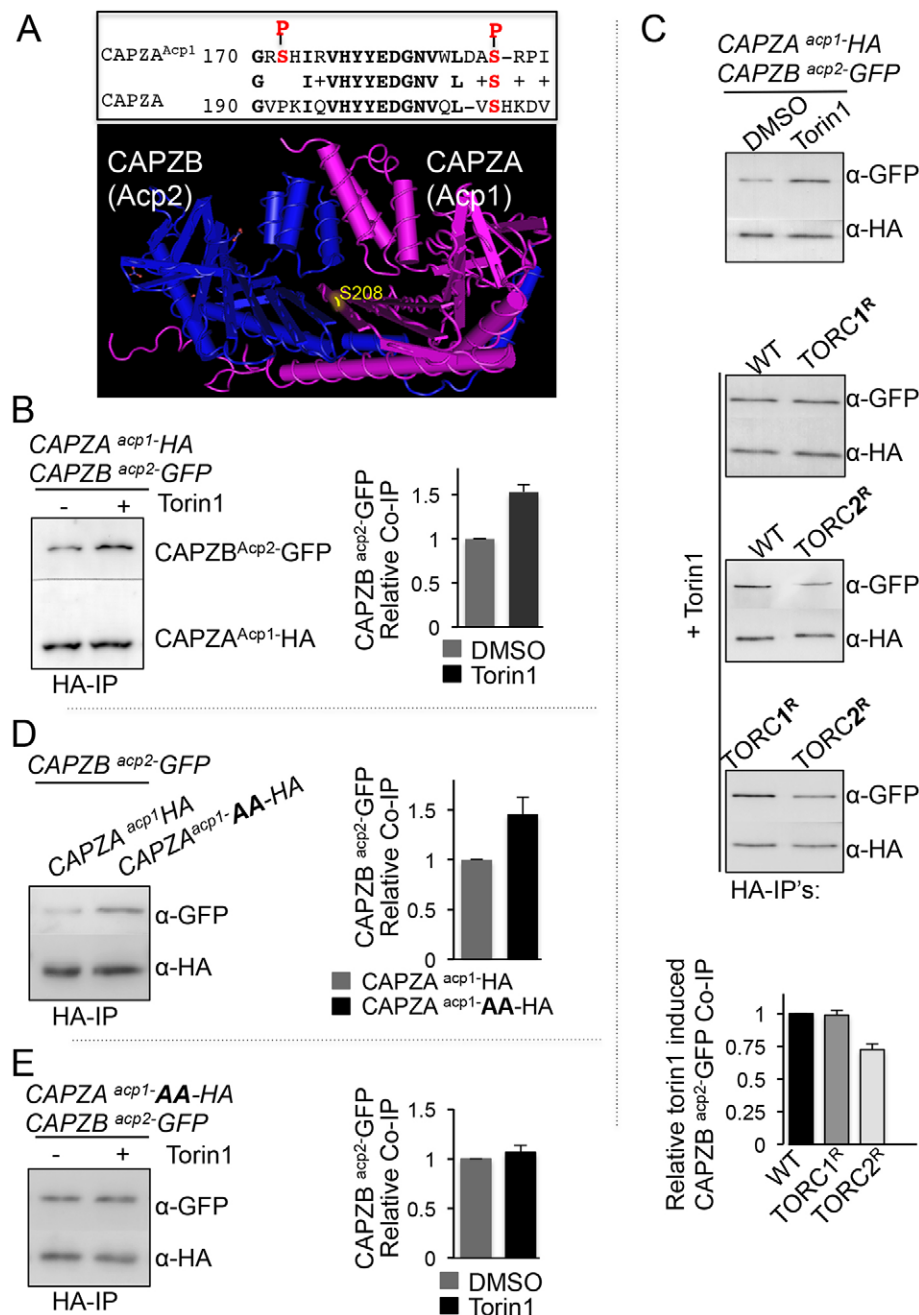 A
P P
CAPZA^Acp1 170 GRSHIRVHYYEDGNVWLDAS-RPI
G I+VHYYEDGNV L +S+ +
CAPZA 190 GVPKIQVHYYEDGNVQL-VSHKDV
CAPZB
(Acp2)
CAPZA
(Acp1)
S208
B
CAPZA acp1-HA
CAPZB acp2-GFP
- + Torin1
CAPZB^Acp2-GFP
CAPZA^Acp1-HA
HA-IP
CAPZB acp2-GFP
Relative Co-IP
1.5
1
0.5
0
DMSO
Torin1
D
CAPZB acp2-GFP
CAPZA acp1HA
CAPZA acp1-AA-HA
α-GFP
α-HA
HA-IP
CAPZB acp2-GFP
Relative Co-IP
1.5
1
0.5
0
CAPZA acp1-HA
CAPZA acp1-AA-HA
E
CAPZA acp1-AA-HA
CAPZB acp2-GFP
- + Torin1
α-GFP
α-HA
HA-IP
CAPZB acp2-GFP
Relative Co-IP
1.5
1
0.5
0
DMSO
Torin1
C
CAPZA acp1-HA
CAPZB acp2-GFP
DMSO Torin1
α-GFP
α-HA
+ Torin1
WT TORC1^R
α-GFP
α-HA
WT TORC2^R
α-GFP
α-HA
TORC1^R TORC2^R
α-GFP
α-HA
HA-IP's:
Relative torin1 induced
CAPZB acp2-GFP Co-IP
1
0.75
0.5
0.25
0
WT TORC1^R TORC2^R